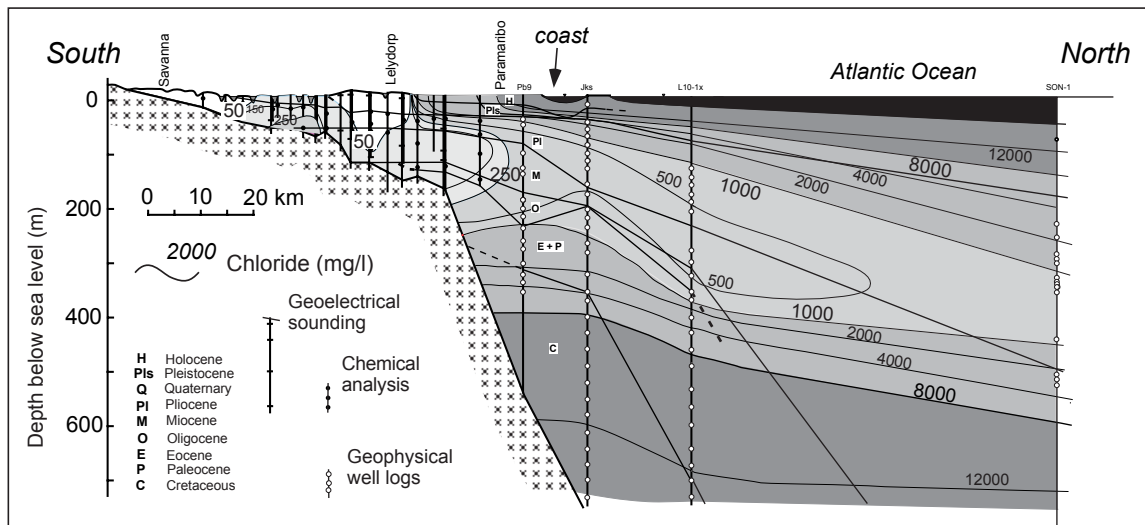 South
Savanna
Lelydorp
Paramaribo
coast
North
Atlantic Ocean
Pb9
Jks
L10-1x
SON-1
0
200
400
600
Depth below sea level (m)
50
150
250
50
250
H
Pls
Pl
M
O
E + P
C
500
1000
2000
4000
8000
12000
500
1000
2000
4000
8000
12000
0 10 20 km
2000
Chloride (mg/l)
Geoelectrical
sounding
Chemical
analysis
Geophysical
well logs
H Holocene
Pls Pleistocene
Q Quaternary
Pl Pliocene
M Miocene
O Oligocene
E Eocene
P Paleocene
C Cretaceous